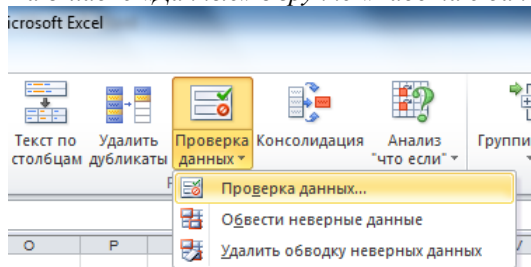 icrosoft Excel
Текст по столбцам
Удалить дубликаты
Проверка данных
Консолидация
Анализ "что если"
Группи
Проверка данных...
Обвести неверные данные
Удалить обводку неверных данных
O P